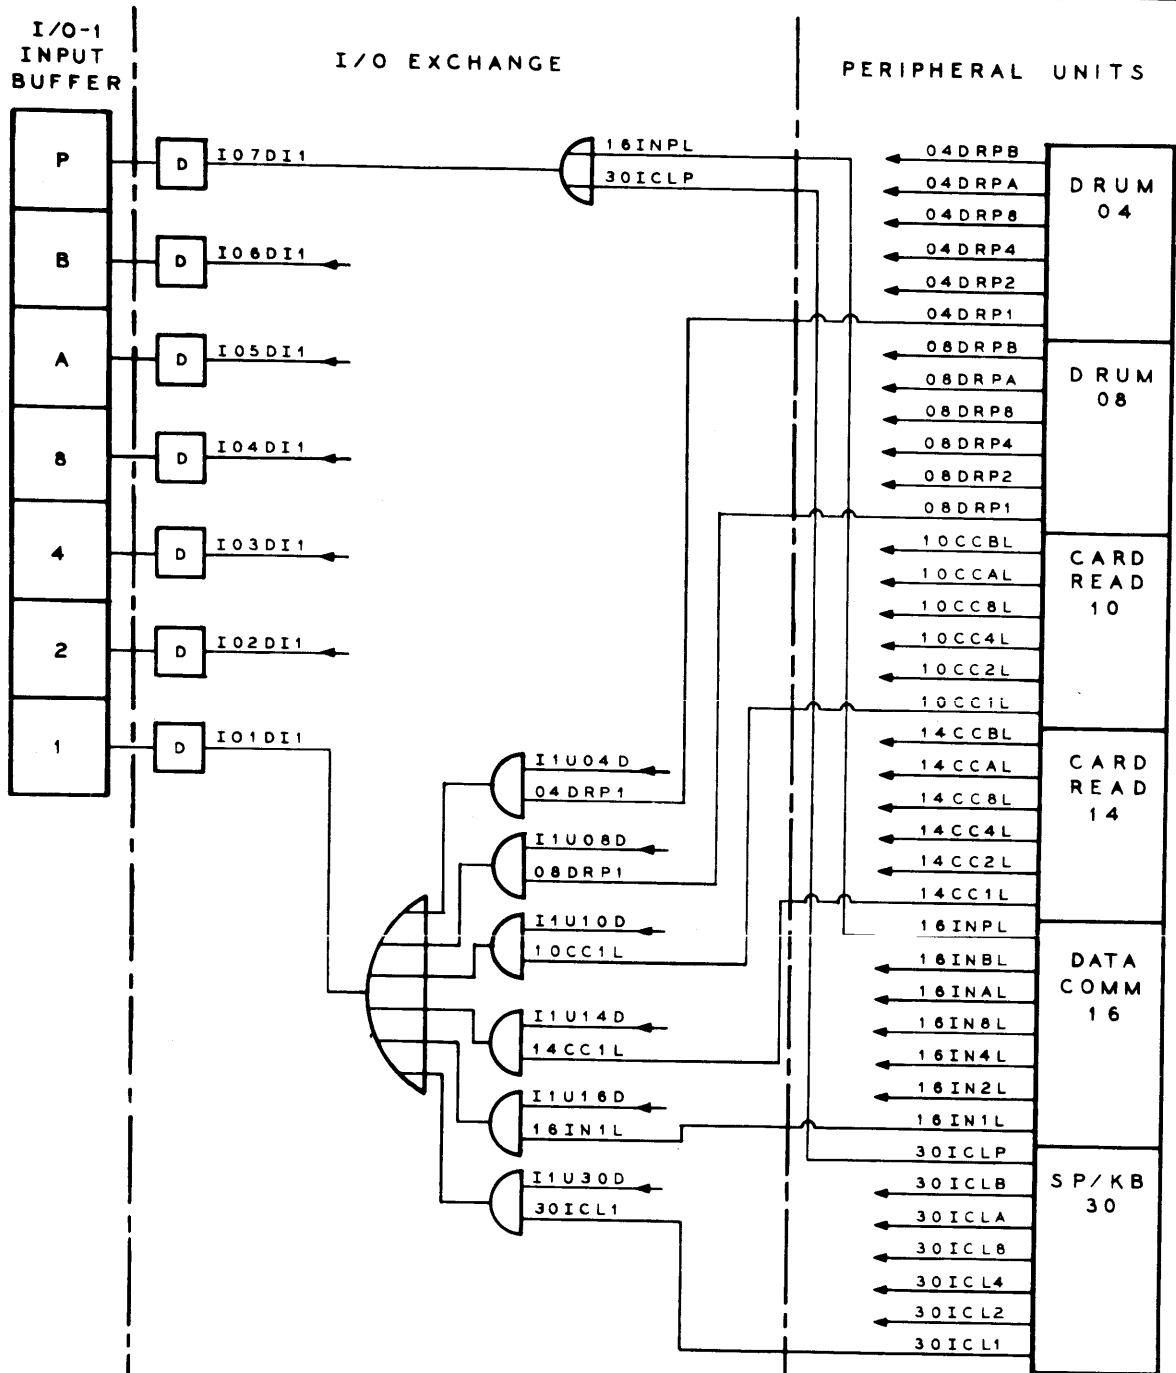 I/O-1
INPUT
BUFFER
I/O EXCHANGE
PERIPHERAL UNITS
P
D
I07DI1
16INPL
30ICLP
B
D
I06DI1
A
D
I05DI1
8
D
I04DI1
4
D
I03DI1
2
D
I02DI1
1
D
I01DI1
I1U04D
04DRP1
I1U08D
08DRP1
I1U10D
10CC1L
I1U14D
14CC1L
I1U16D
16IN1L
I1U30D
30ICL1
04DRPB
04DRPA
04DRP8
04DRP4
04DRP2
04DRP1
DRUM
04
08DRPB
08DRPA
08DRP8
08DRP4
08DRP2
08DRP1
DRUM
08
10CCBL
10CCAL
10CC8L
10CC4L
10CC2L
10CC1L
CARD
READ
10
14CCBL
14CCAL
14CC8L
14CC4L
14CC2L
14CC1L
CARD
READ
14
16INPL
16INBL
16INAL
16IN8L
16IN4L
16IN2L
16IN1L
DATA
COMM
16
30ICLP
30ICLB
30ICLA
30ICL8
30ICL4
30ICL2
30ICL1
SP/KB
30